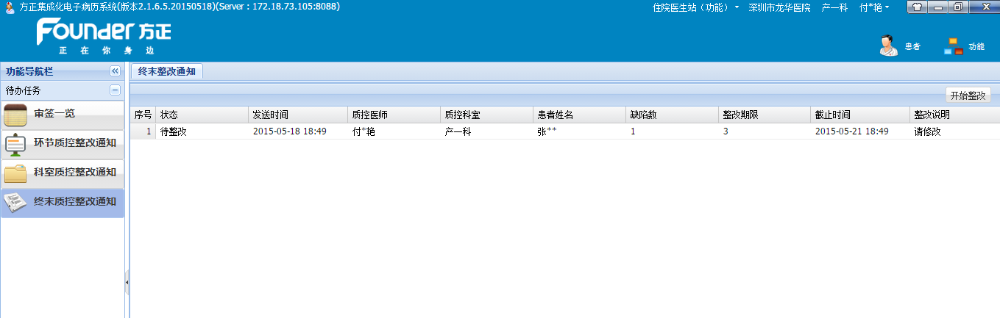 方正集成化电子病历系统(版本2.1.6.5.20150518)(Server : 172.18.73.105:8088)
住院医生站（功能） 深圳市龙华医院 产一科 付*艳
Founder 方正
正在你身边
患者 功能
功能导航栏
待办任务
审签一览
环节质控整改通知
科室质控整改通知
终末质控整改通知
终末整改通知
开始整改
序号 状态 发送时间 质控医师 质控科室 患者姓名 缺陷数 整改期限 截止时间 整改说明
1 待整改 2015-05-18 18:49 付*艳 产一科 张** 1 3 2015-05-21 18:49 请修改